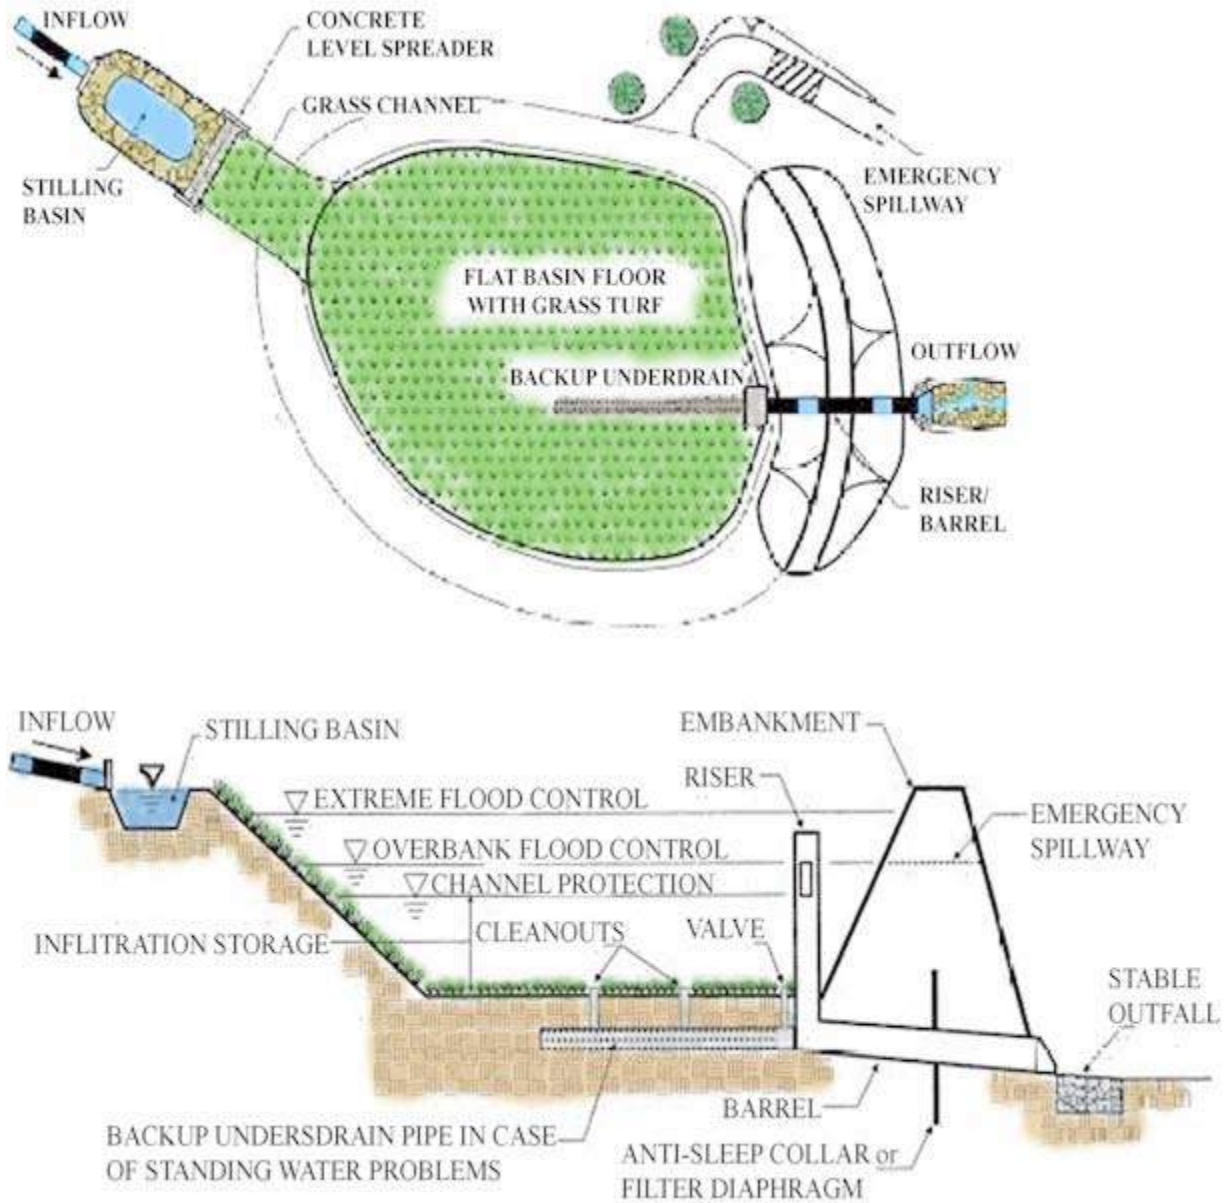 INFLOW
CONCRETE
LEVEL SPREADER
GRASS CHANNEL
STILLING
BASIN
EMERGENCY
SPILLWAY
FLAT BASIN FLOOR
WITH GRASS TURF
OUTFLOW
BACKUP UNDERDRAIN
RISER/
BARREL
INFLOW
STILLING BASIN
EMBANKMENT
RISER
EXTREME FLOOD CONTROL
EMERGENCY
SPILLWAY
OVERBANK FLOOD CONTROL
CHANNEL PROTECTION
INFLITRATION STORAGE
CLEANOUTS
VALVE
STABLE
OUTFALL
BARREL
BACKUP UNDERSDRAIN PIPE IN CASE
OF STANDING WATER PROBLEMS
ANTI-SLEEP COLLAR or
FILTER DIAPHRAGM